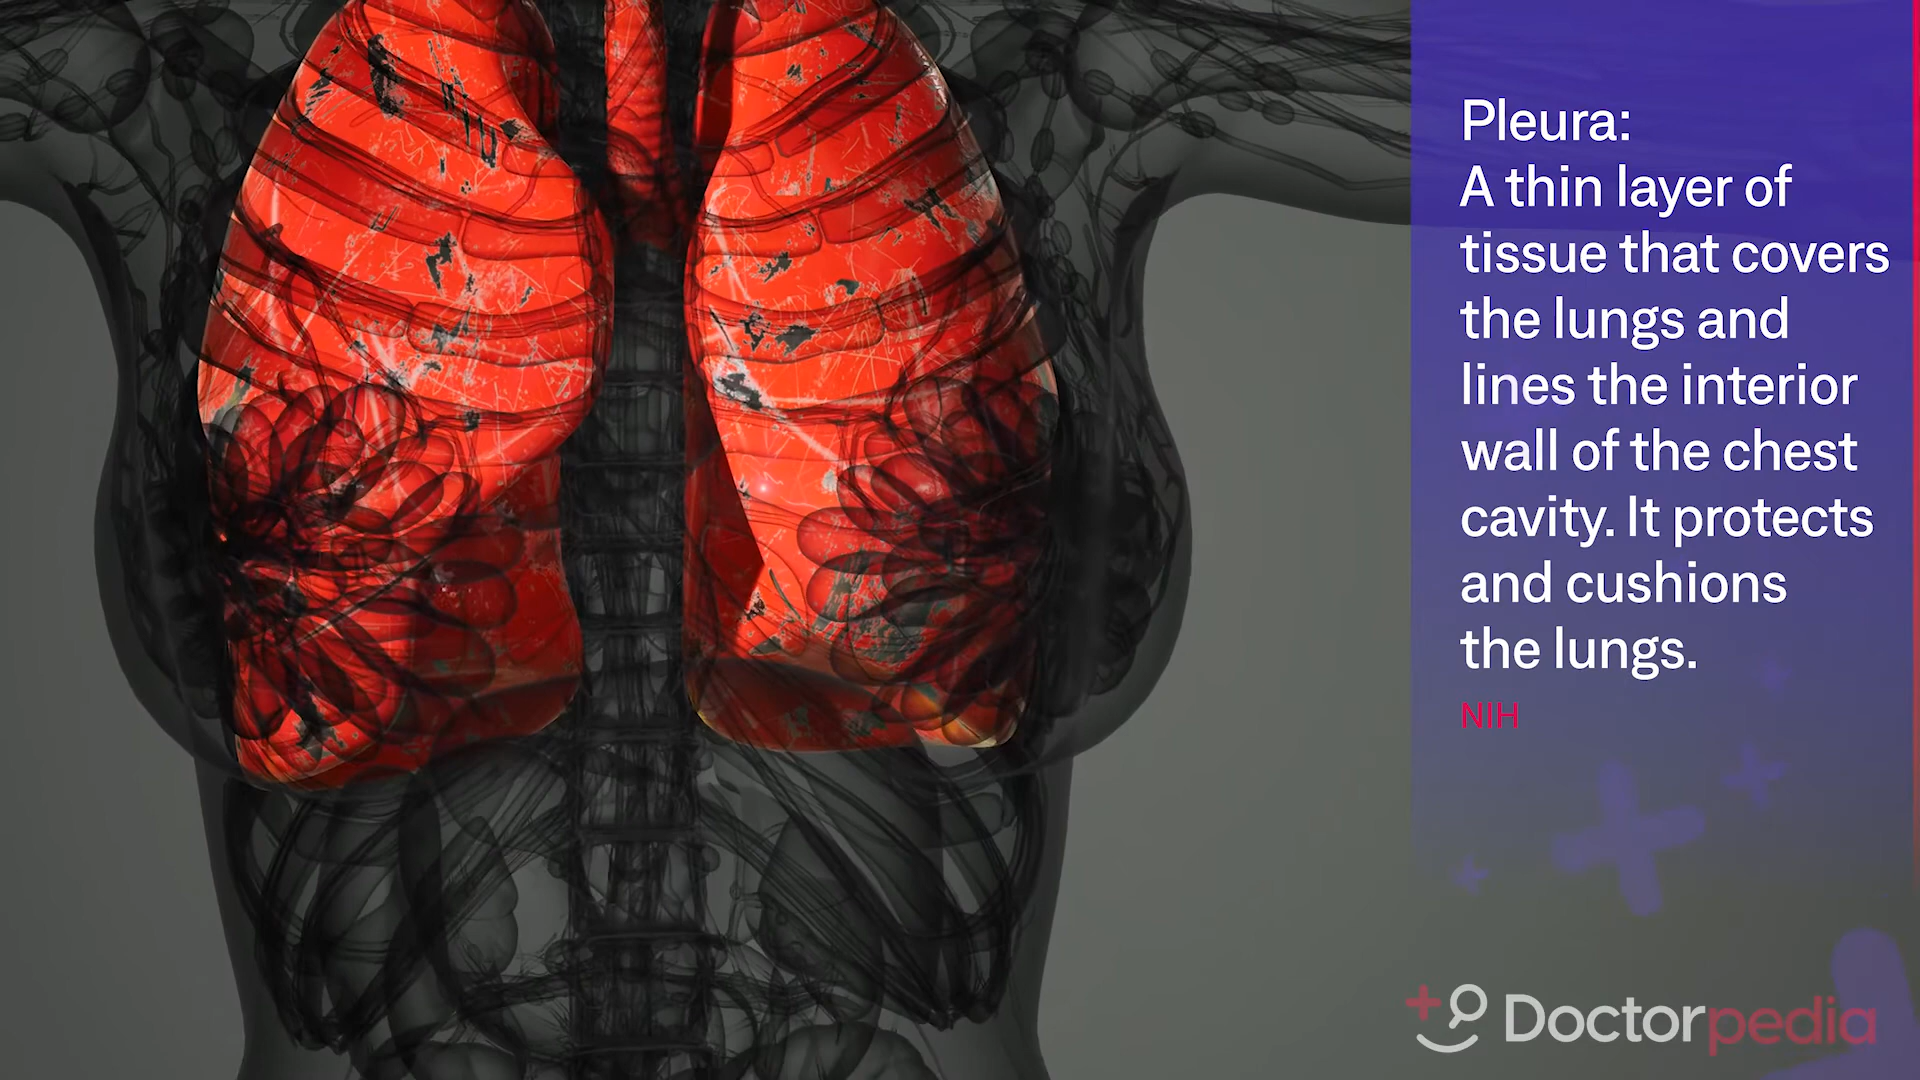 Pleura:
A thin layer of
tissue that covers
the lungs and
lines the interior
wall of the chest
cavity. It protects
and cushions
the lungs.
NIH
Doctorpedia